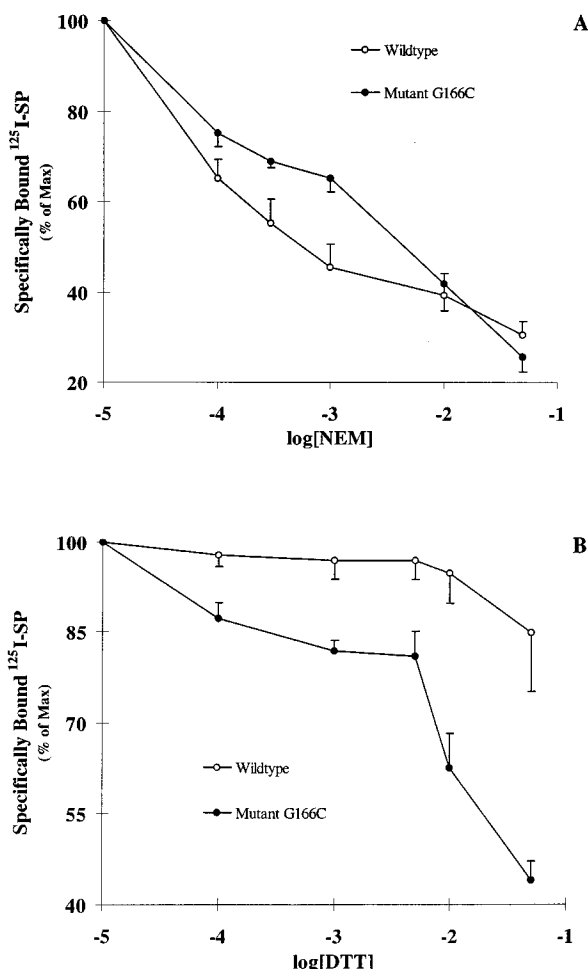 A
Wildtype
Mutant G166C
Specifically Bound ¹²⁵I-SP
(% of Max)
100
80
60
40
20
-5 -4 -3 -2 -1
log[NEM]
B
Wildtype
Mutant G166C
Specifically Bound ¹²⁵I-SP
(% of Max)
100
85
70
55
40
-5 -4 -3 -2 -1
log[DTT]